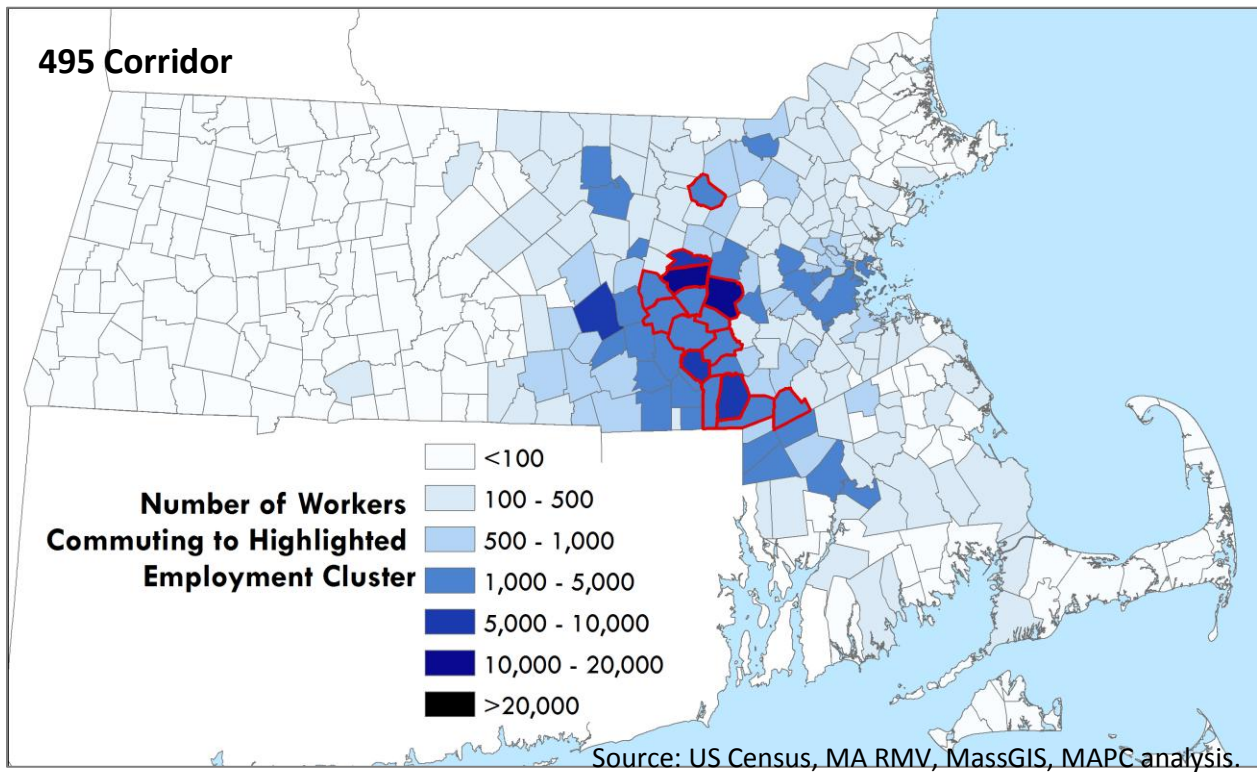 495 Corridor
Number of Workers
Commuting to Highlighted
Employment Cluster
<100
100 - 500
500 - 1,000
1,000 - 5,000
5,000 - 10,000
10,000 - 20,000
>20,000
Source: US Census, MA RMV, MassGIS, MAPC analysis.